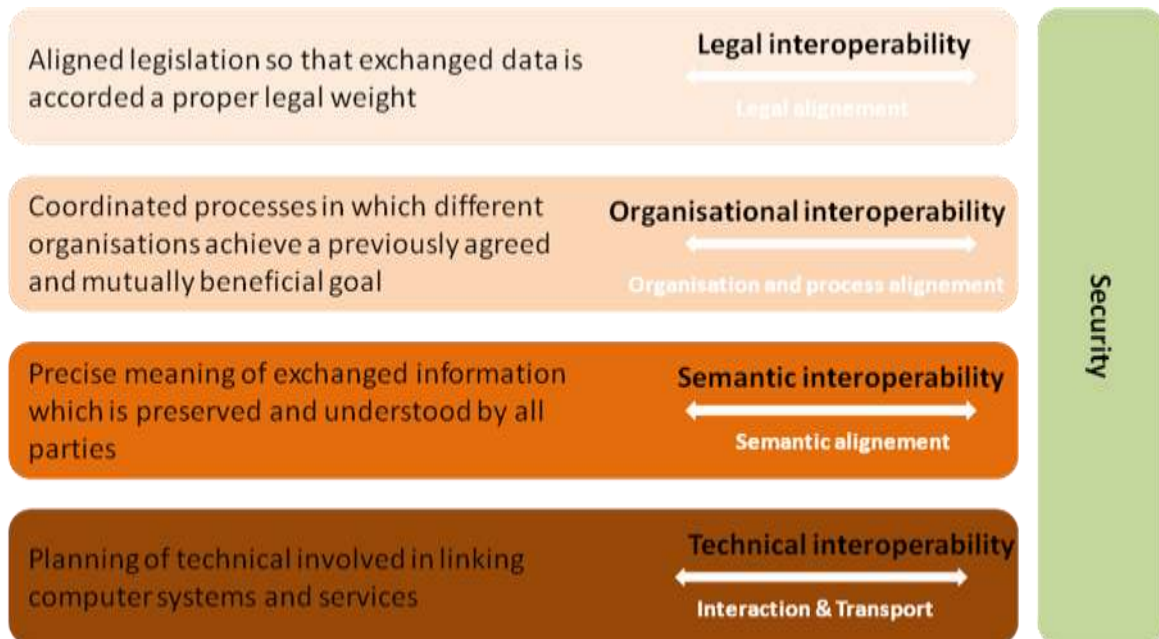 Aligned legislation so that exchanged data is
accorded a proper legal weight
Legal interoperability
Legal alignement
Coordinated processes in which different
organisations achieve a previously agreed
and mutually beneficial goal
Organisational interoperability
Organisation and process alignement
Precise meaning of exchanged information
which is preserved and understood by all
parties
Semantic interoperability
Semantic alignement
Planning of technical involved in linking
computer systems and services
Technical interoperability
Interaction & Transport
Security